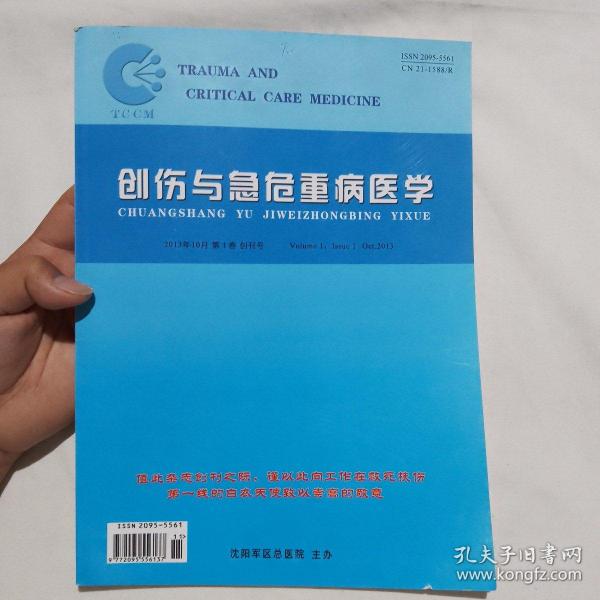 ISSN 2095-5561
CN 21-1588/R
TRAUMA AND
CRITICAL CARE MEDICINE
TCCM
创伤与急危重病医学
CHUANGSHANG YU JIWEIZHONGBING YIXUE
2013年10月 第1卷 创刊号 Volume 1, Issue 1 Oct.2013
值此杂志创刊之际，谨以此向工作在救死扶伤
第一线的白衣天使致以崇高的敬意
ISSN 2095-5561
11>
9 772095 556137
沈阳军区总医院 主办
孔夫子旧书网
www.kongfz.com